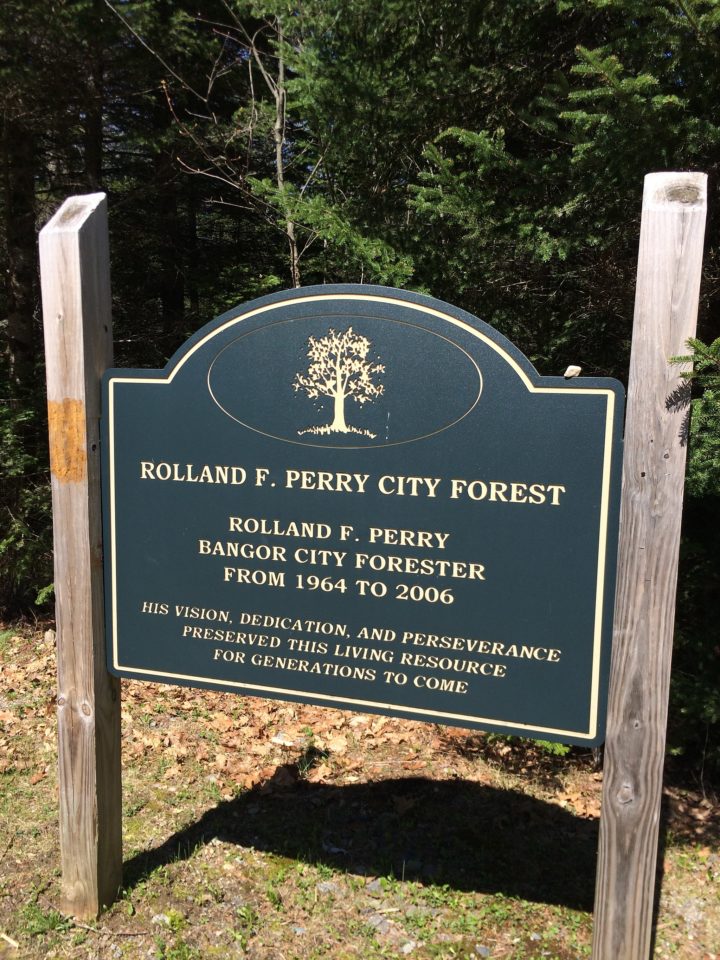 ROLLAND F. PERRY CITY FOREST
ROLLAND F. PERRY
BANGOR CITY FORESTER
FROM 1964 TO 2006
HIS VISION, DEDICATION, AND PERSEVERANCE
PRESERVED THIS LIVING RESOURCE
FOR GENERATIONS TO COME